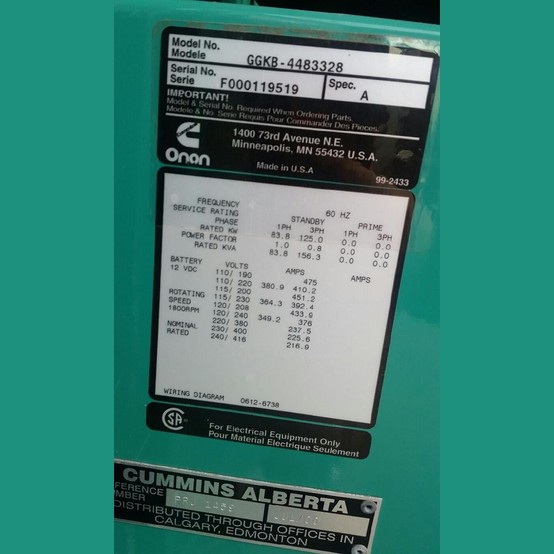 Model No. GGKB-4483328
Modele
Serial No. F000119519 Spec. A
Serie
IMPORTANT!
Model & Serial No. Required When Ordering Parts.
Modele & No. Serie Requis Pour Commander Des Pieces.
1400 73rd Avenue N.E.
Minneapolis, MN 55432 U.S.A.
Onan
Made in U.S.A
99-2433
FREQUENCY 60 HZ
SERVICE RATING STANDBY PRIME
PHASE 1PH 3PH 1PH 3PH
RATED KW 83.8 125.0 0.0 0.0
POWER FACTOR 1.0 0.8 0.0 0.0
RATED KVA 83.8 156.3 0.0 0.0
BATTERY VOLTS AMPS AMPS
12 VDC 110/ 190 475
110/ 220 380.9 410.2
115/ 200 451.2
ROTATING 115/ 230 364.3 392.4
SPEED 120/ 208 433.9
1800RPM 120/ 240 349.2 376
220/ 380 237.5
NOMINAL 230/ 400 225.6
RATED 240/ 416 216.9
WIRING DIAGRAM 0612-6738
CSA
For Electrical Equipment Only
Pour Material Electrique Seulement
CUMMINS ALBERTA
FERENCE
MBER
DISTRIBUTED THROUGH OFFICES IN
CALGARY, EDMONTON